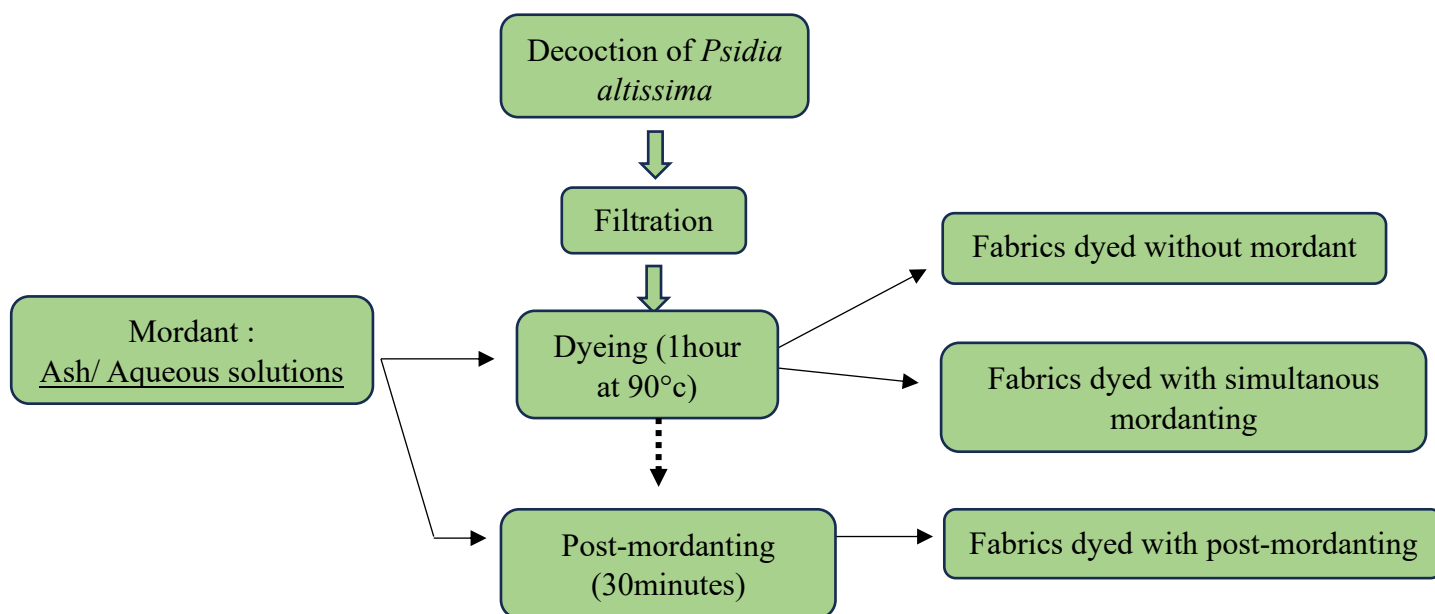 Decoction of Psidia
altissima
Filtration
Fabrics dyed without mordant
Mordant :
Ash/ Aqueous solutions
Dyeing (1hour
at 90°c)
Fabrics dyed with simultanous
mordanting
Post-mordanting
(30minutes)
Fabrics dyed with post-mordanting